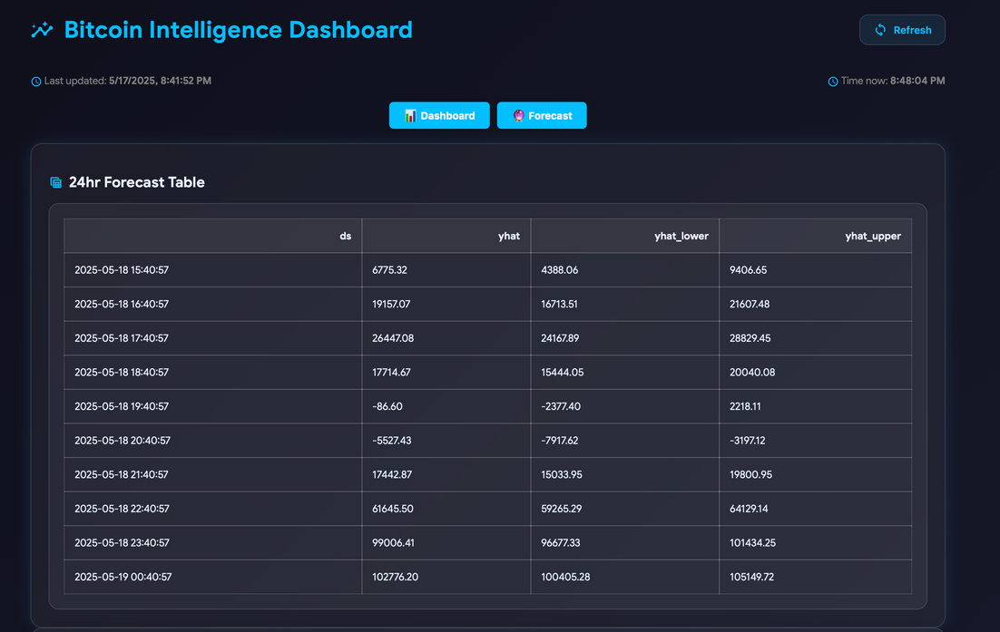 Bitcoin Intelligence Dashboard
Refresh
Last updated: 5/17/2025, 8:41:52 PM
Time now: 8:48:04 PM
Dashboard
Forecast
24hr Forecast Table
ds yhat yhat_lower yhat_upper
2025-05-18 15:40:57 6775.32 4388.06 9406.65
2025-05-18 16:40:57 19157.07 16713.51 21607.48
2025-05-18 17:40:57 26447.08 24167.89 28829.45
2025-05-18 18:40:57 17714.67 15444.05 20040.08
2025-05-18 19:40:57 -86.60 -2377.40 2218.11
2025-05-18 20:40:57 -5527.43 -7917.62 -3197.12
2025-05-18 21:40:57 17442.87 15033.95 19800.95
2025-05-18 22:40:57 61645.50 59265.29 64129.14
2025-05-18 23:40:57 99006.41 96677.33 101434.25
2025-05-19 00:40:57 102776.20 100405.28 105149.72